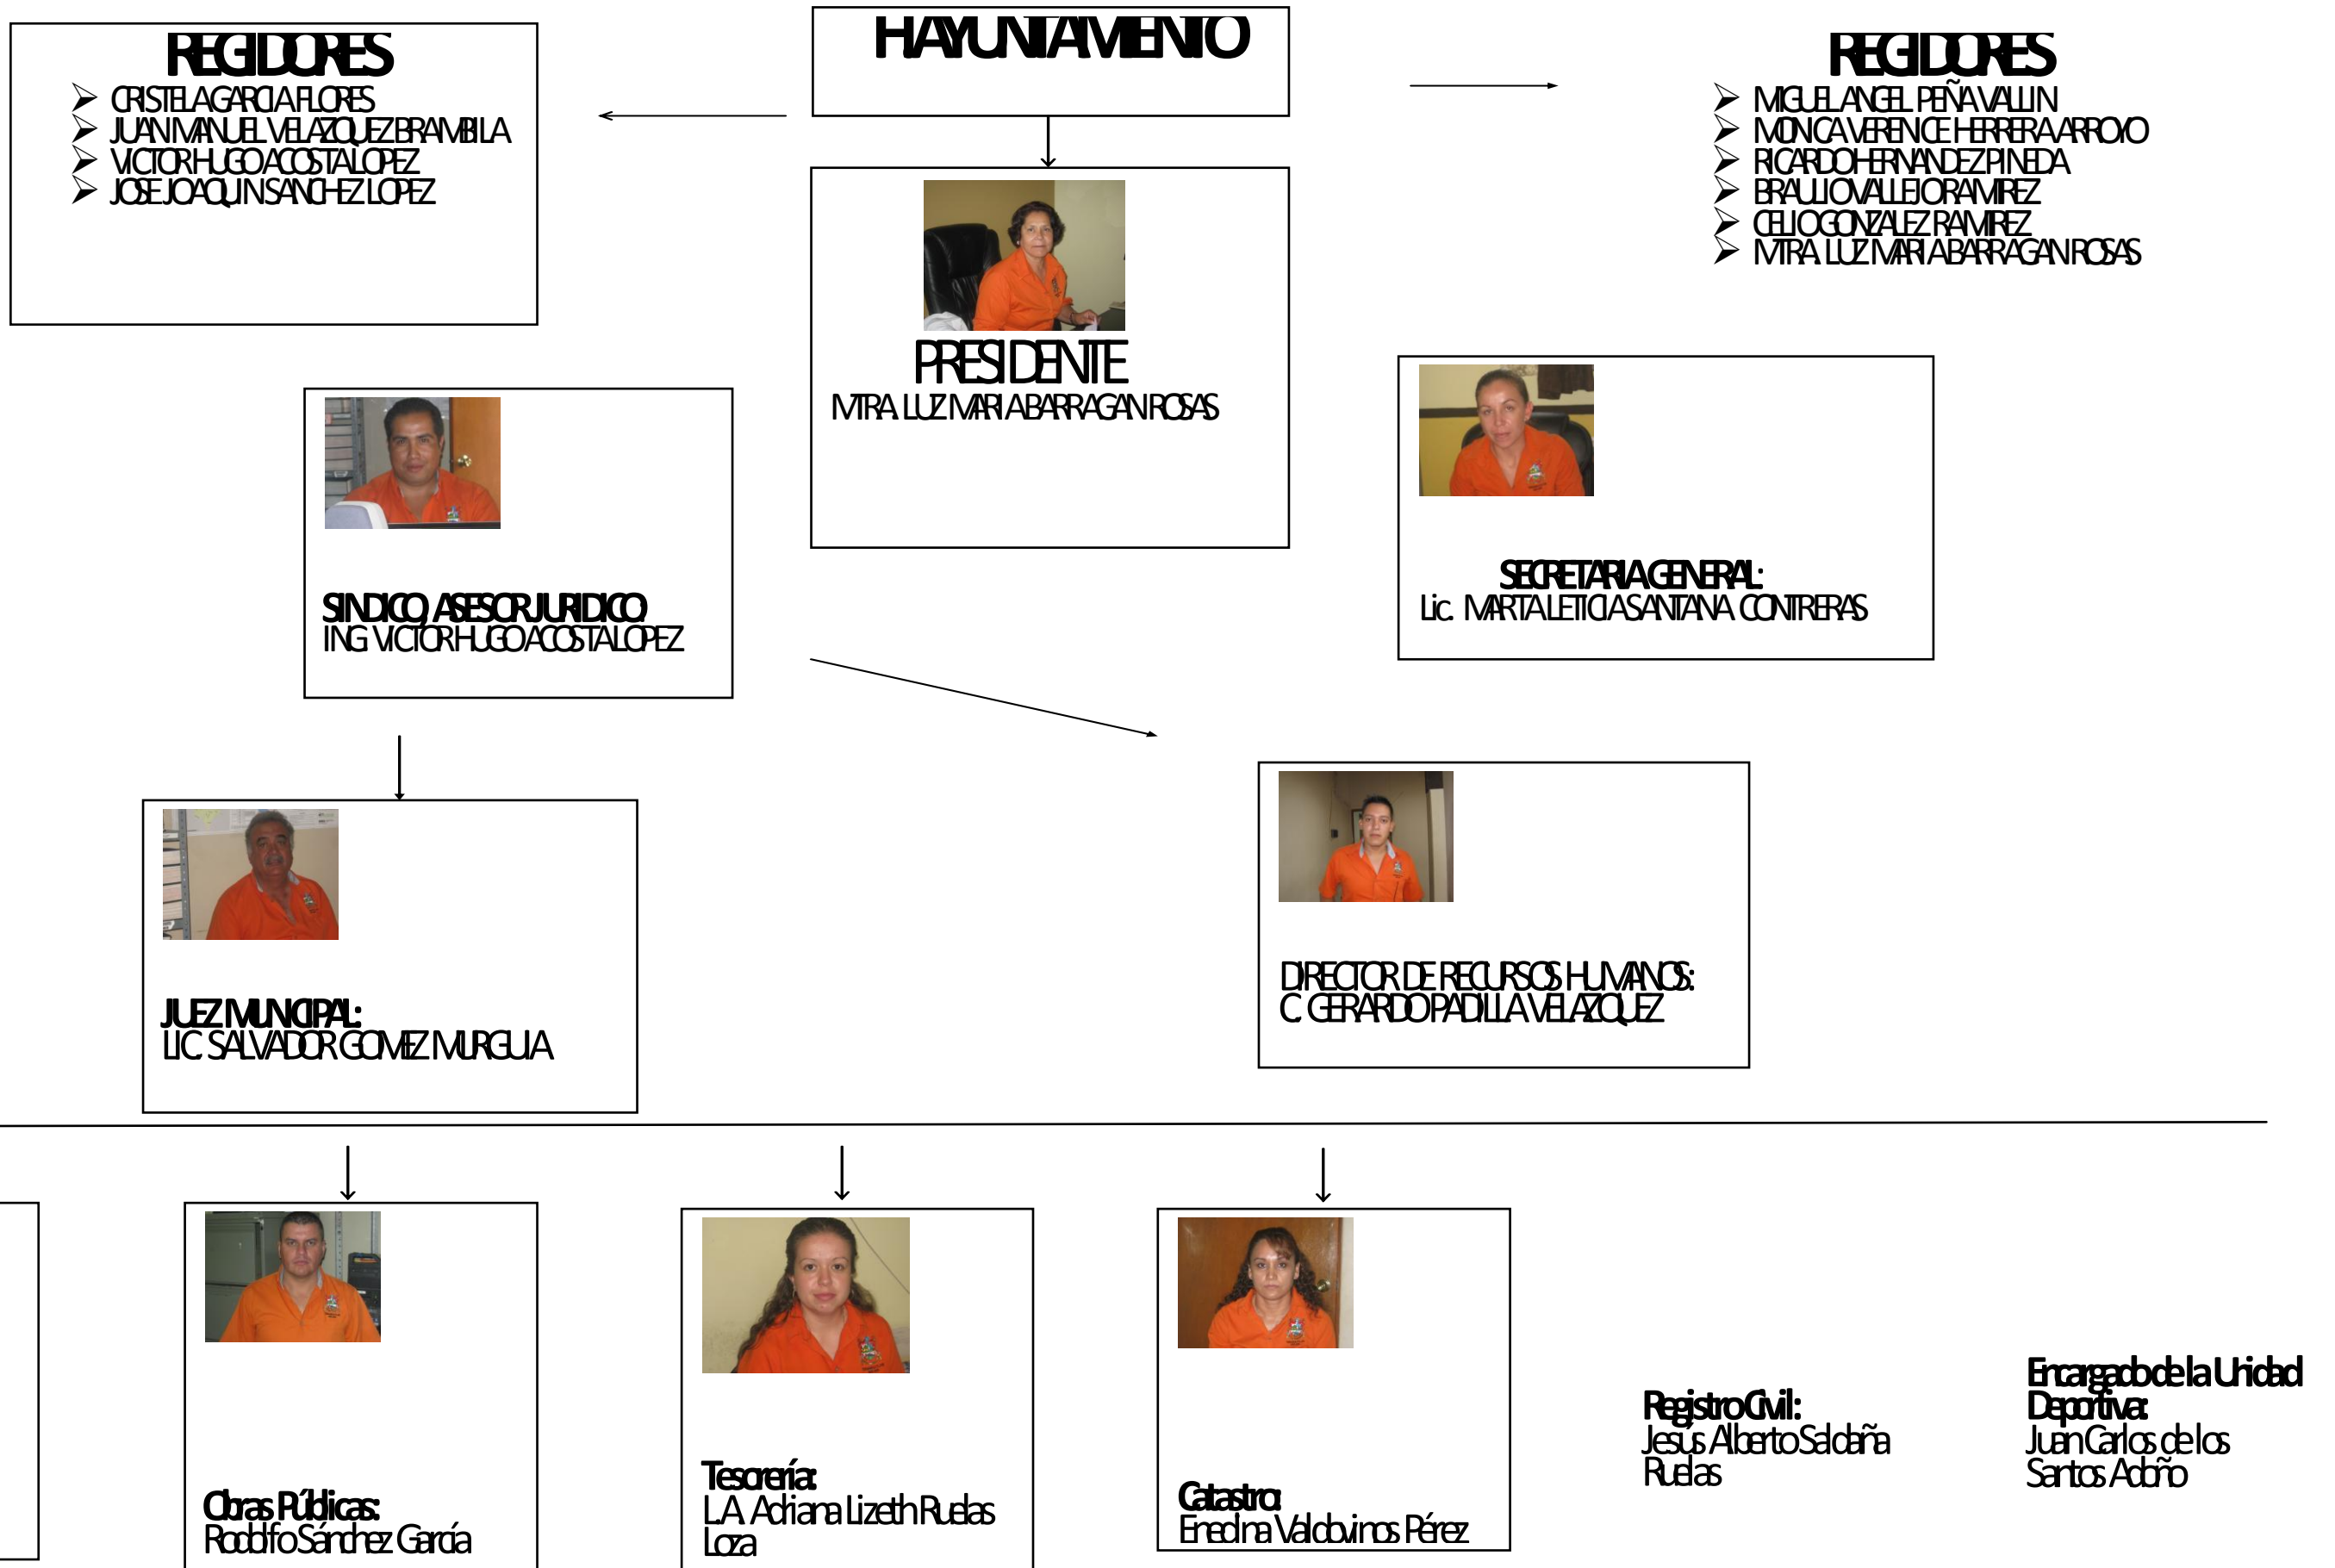 REGIDORES
CRISTELA GARCIA FLORES
JUAN MANUEL VELAZQUEZ BRAMBILA
VICTOR HUGO ACOSTA LOPEZ
JOSE JOAQUIN SANCHEZ LOPEZ
H AYUNTAMIENTO
REGIDORES
MIGUEL ANGEL PEÑA VALLIN
MONICA VERENCE HERRERA ARROYO
RICARDO HERNANDEZ PINEDA
BRAULIO VALLEJO RAMIREZ
CELIO GONZALEZ RAMIREZ
MTRA. LUZ MARIA BARRAGAN ROSAS
PRESIDENTE
MTRA. LUZ MARIA BARRAGAN ROSAS
SINDICO, ASESOR JURIDICO:
ING. VICTOR HUGO ACOSTA LOPEZ
SECRETARIA GENERAL:
Lic. MARTA LETICIA SANTANA CONTRERAS
JUEZ MUNICIPAL:
LIC. SALVADOR GOMEZ MURGUIA
DIRECTOR DE RECURSOS HUMANOS:
C. GERARDO PADILLA VELAZQUEZ
Obras Públicas:
Rodolfo Sánchez García
Tesorería:
L.A. Adriana Lizeth Ruelas
Loza
Catastro:
Enedina Valdovinos Pérez
Registro Civil:
Jesús Alberto Saldaña
Ruelas
Encargado de la Unidad
Deportiva:
Juan Carlos de los
Santos Adoño